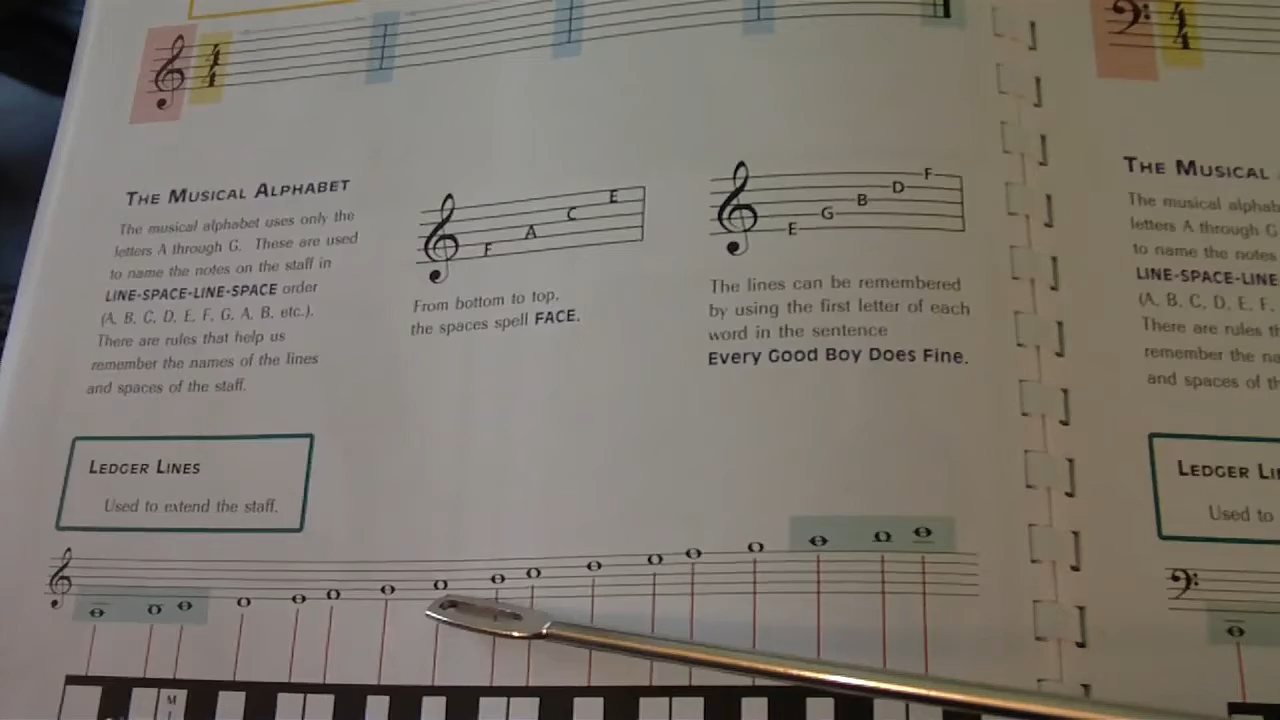 THE MUSICAL ALPHABET
The musical alphabet uses only the
letters A through G. These are used
to name the notes on the staff in
LINE-SPACE-LINE-SPACE order
(A, B, C, D, E, F, G, A, B, etc.).
There are rules that help us
remember the names of the lines
and spaces of the staff.
F A C E
From bottom to top,
the spaces spell FACE.
E G B D F
The lines can be remembered
by using the first letter of each
word in the sentence
Every Good Boy Does Fine.
LEDGER LINES
Used to extend the staff.
M
THE MUSICAL
The musical
letters A through G
to name the notes
LINE-SPACE-LINE
(A, B, C, D, E, F,
There are rules
remember the
and spaces of
LEDGER
Used to